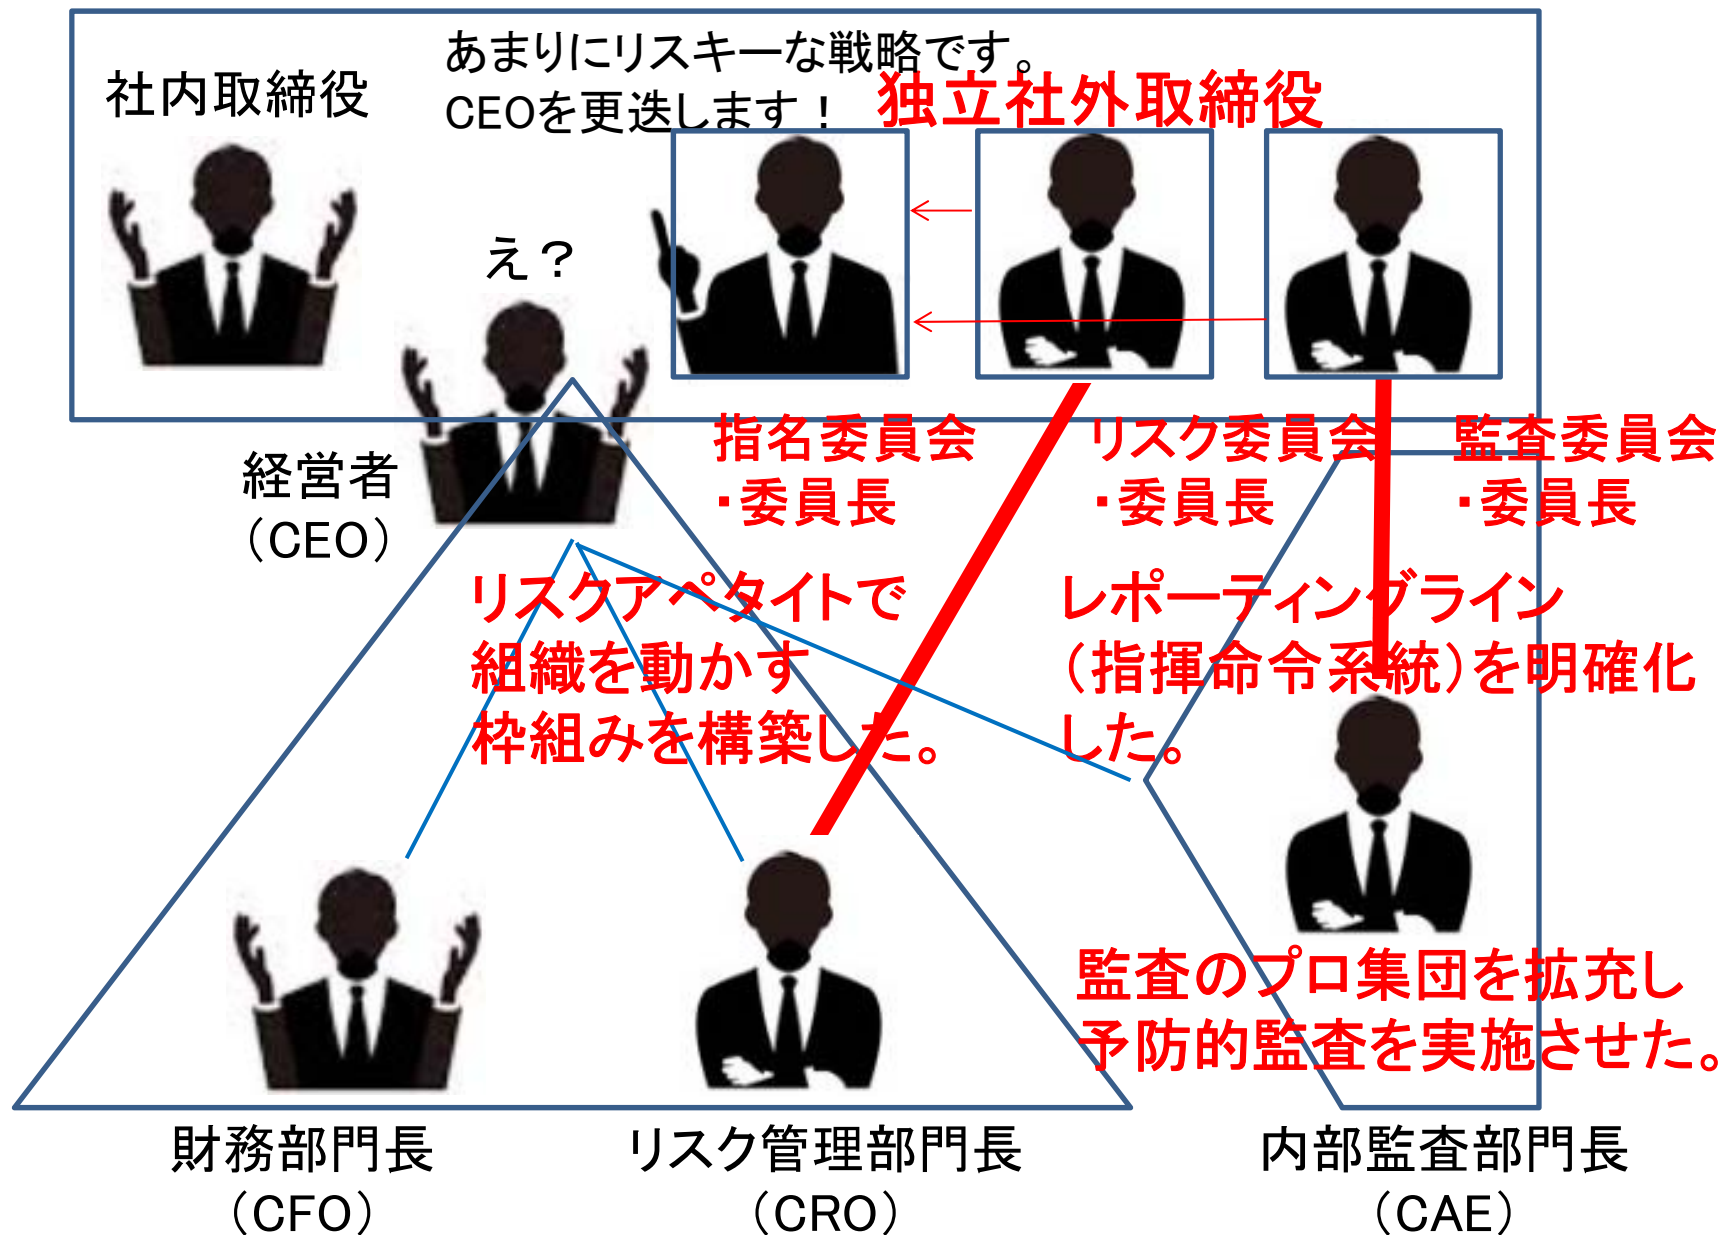 あまりにリスキーな戦略です。
CEOを更迭します！
社内取締役
独立社外取締役
え？
経営者
（CEO）
指名委員会
・委員長
リスク委員会
・委員長
監査委員会
・委員長
リスクアペタイトで
組織を動かす
枠組みを構築した。
レポーティングライン
（指揮命令系統）を明確化
した。
監査のプロ集団を拡充し
予防的監査を実施させた。
財務部門長
（CFO）
リスク管理部門長
（CRO）
内部監査部門長
（CAE）